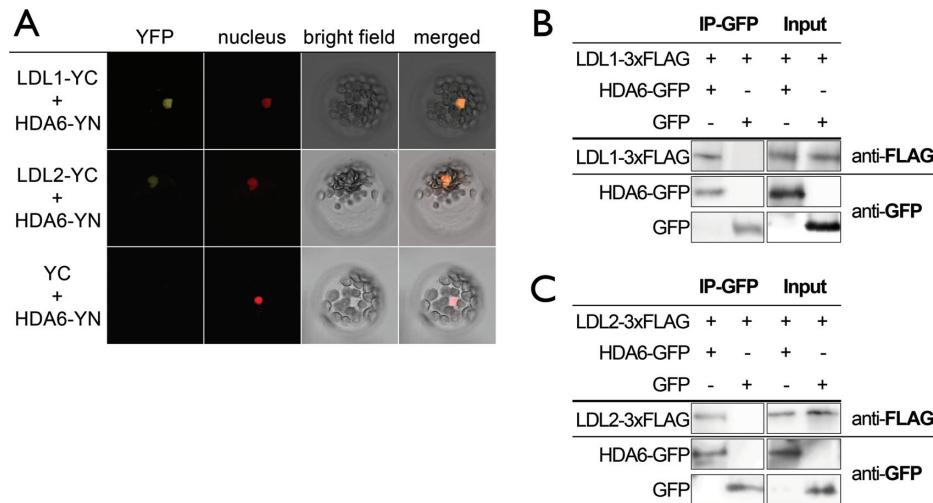 A
YFP nucleus bright field merged
LDL1-YC
+
HDA6-YN
LDL2-YC
+
HDA6-YN
YC
+
HDA6-YN
B
IP-GFP Input
LDL1-3xFLAG + + + +
HDA6-GFP + - + -
GFP - + - +
LDL1-3xFLAG anti-FLAG
HDA6-GFP
anti-GFP
GFP
C
IP-GFP Input
LDL2-3xFLAG + + + +
HDA6-GFP + - + -
GFP - + - +
LDL2-3xFLAG anti-FLAG
HDA6-GFP
anti-GFP
GFP